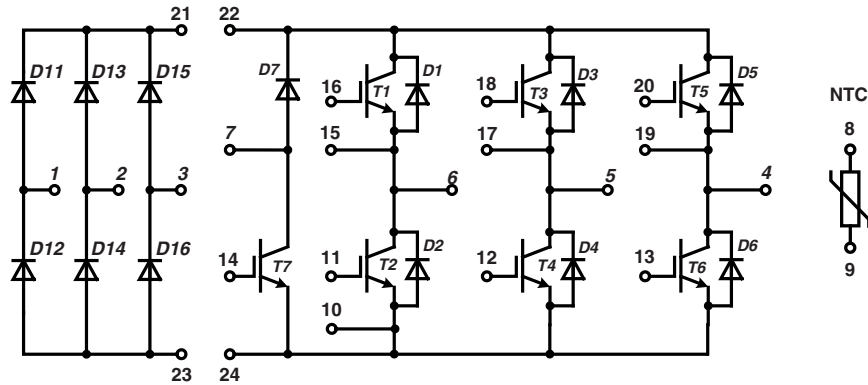 21 22
D11 D13 D15 D7 D1 D3 D5
16 T1 18 T3 20 T5 NTC
7 15 17 19 8
1 2 3 6 5 4
D12 D14 D16 D2 D4 D6
14 T7 11 T2 12 T4 13 T6 9
10
23 24